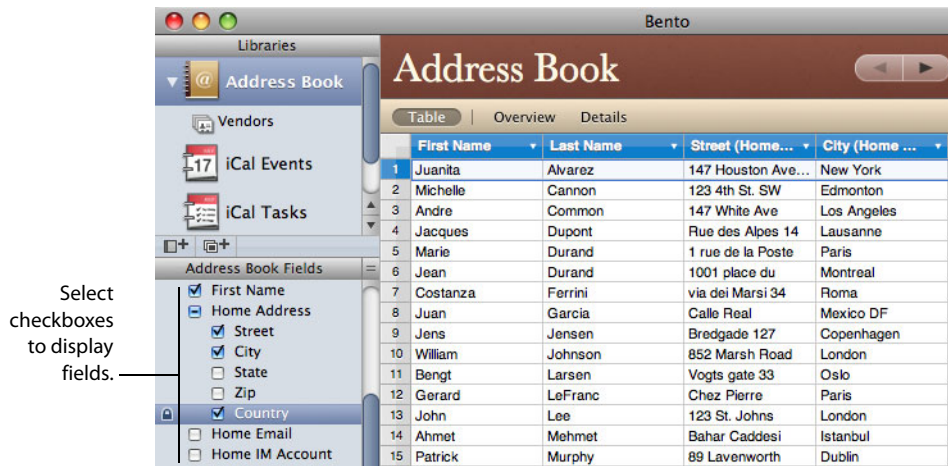 Bento
Libraries
Address Book
Vendors
17
iCal Events
iCal Tasks
Address Book Fields
First Name
Home Address
Street
City
State
Zip
Country
Home Email
Home IM Account
Select
checkboxes
to display
fields.
Address Book
Table Overview Details
First Name Last Name Street (Home... City (Home ...
1 Juanita Alvarez 147 Houston Ave... New York
2 Michelle Cannon 123 4th St. SW Edmonton
3 Andre Common 147 White Ave Los Angeles
4 Jacques Dupont Rue des Alpes 14 Lausanne
5 Marie Durand 1 rue de la Poste Paris
6 Jean Durand 1001 place du Montreal
7 Costanza Ferrini via dei Marsi 34 Roma
8 Juan Garcia Calle Real Mexico DF
9 Jens Jensen Bredgade 127 Copenhagen
10 William Johnson 852 Marsh Road London
11 Bengt Larsen Vogts gate 33 Oslo
12 Gerard LeFranc Chez Pierre Paris
13 John Lee 123 St. Johns London
14 Ahmet Mehmet Bahar Caddesi Istanbul
15 Patrick Murphy 89 Lavenworth Dublin